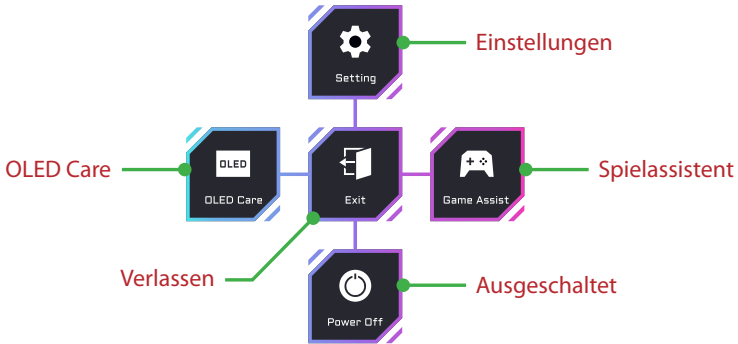 Einstellungen
Setting
OLED Care
OLED
OLED Care
Exit
Game Assist
Spielassistent
Verlassen
Ausgeschaltet
Power Off